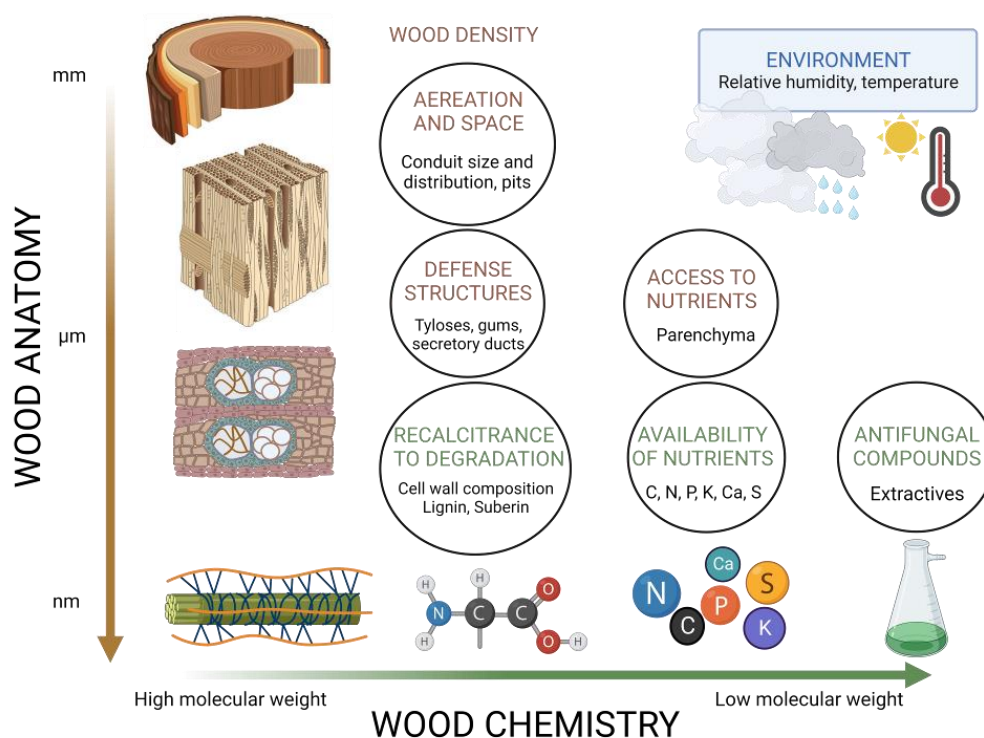 WOOD DENSITY
mm
ENVIRONMENT
Relative humidity, temperature
AEREATION
AND SPACE
Conduit size and
distribution, pits
WOOD ANATOMY
µm
DEFENSE
STRUCTURES
Tyloses, gums,
secretory ducts
ACCESS TO
NUTRIENTS
Parenchyma
RECALCITRANCE
TO DEGRADATION
Cell wall composition
Lignin, Suberin
AVAILABILITY
OF NUTRIENTS
C, N, P, K, Ca, S
ANTIFUNGAL
COMPOUNDS
Extractives
nm
H
H
O
N
C
C
H
O
H
Ca
N
S
P
C
K
High molecular weight
Low molecular weight
WOOD CHEMISTRY